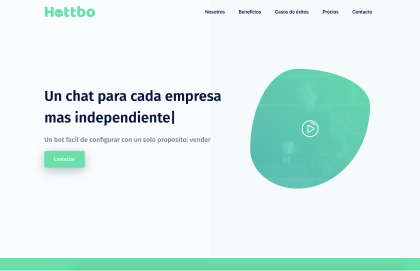 Hottbo
Nosotros Beneficios Casos de éxitos Precios Contacto
Un chat para cada empresa
mas independiente|
Un bot facil de configurar con un solo proposito: vender
Contactar